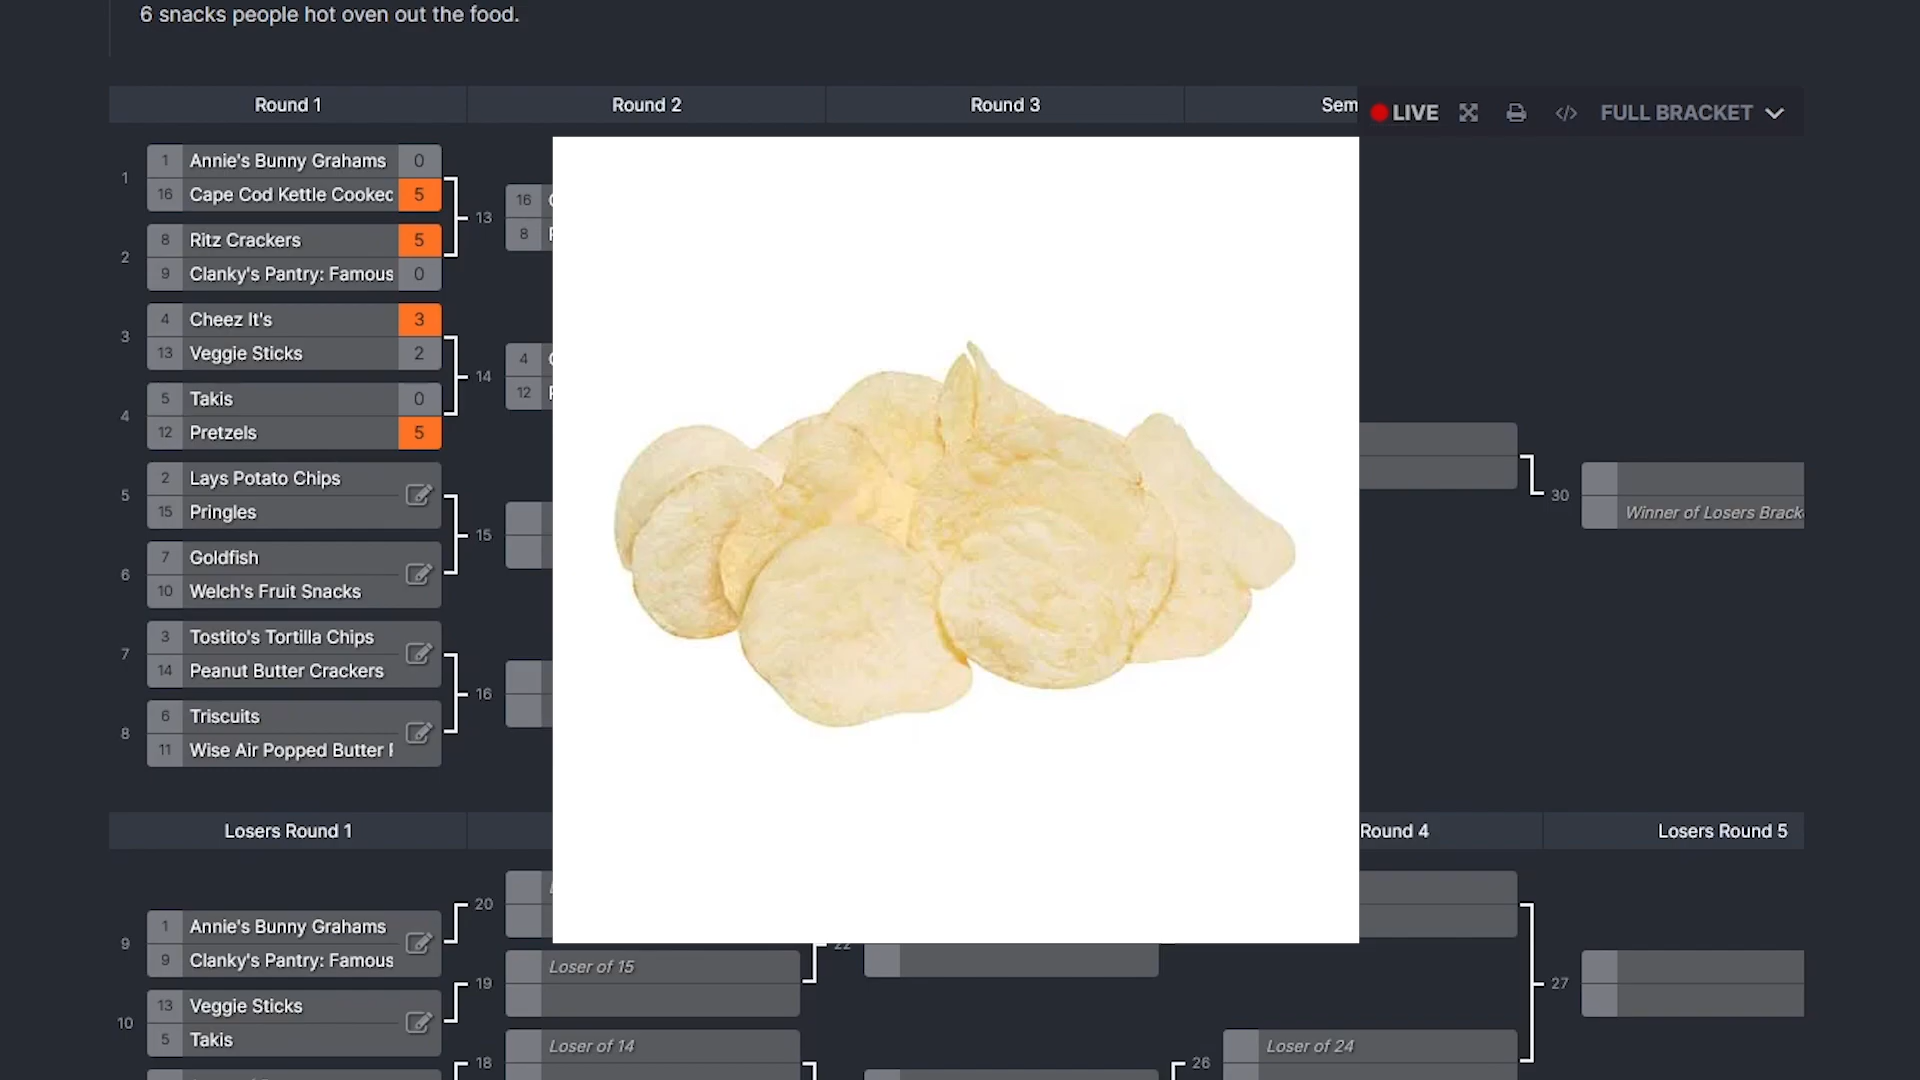 6 snacks people hot oven out the food.
Round 1
Round 2
Round 3
Sem
LIVE
FULL BRACKET
1
1 Annie's Bunny Grahams 0
16 Cape Cod Kettle Cooked 5
2
8 Ritz Crackers 5
9 Clanky's Pantry: Famous 0
3
4 Cheez It's 3
13 Veggie Sticks 2
4
5 Takis 0
12 Pretzels 5
5
2 Lays Potato Chips
15 Pringles
6
7 Goldfish
10 Welch's Fruit Snacks
7
3 Tostito's Tortilla Chips
14 Peanut Butter Crackers
8
6 Triscuits
11 Wise Air Popped Butter
13
16
8
14
4
12
15
16
30
Winner of Losers Brack
Losers Round 1
Round 4
Losers Round 5
9
1 Annie's Bunny Grahams
9 Clanky's Pantry: Famous
10
13 Veggie Sticks
5 Takis
20
19
Loser of 15
18
Loser of 14
22
26
Loser of 24
27